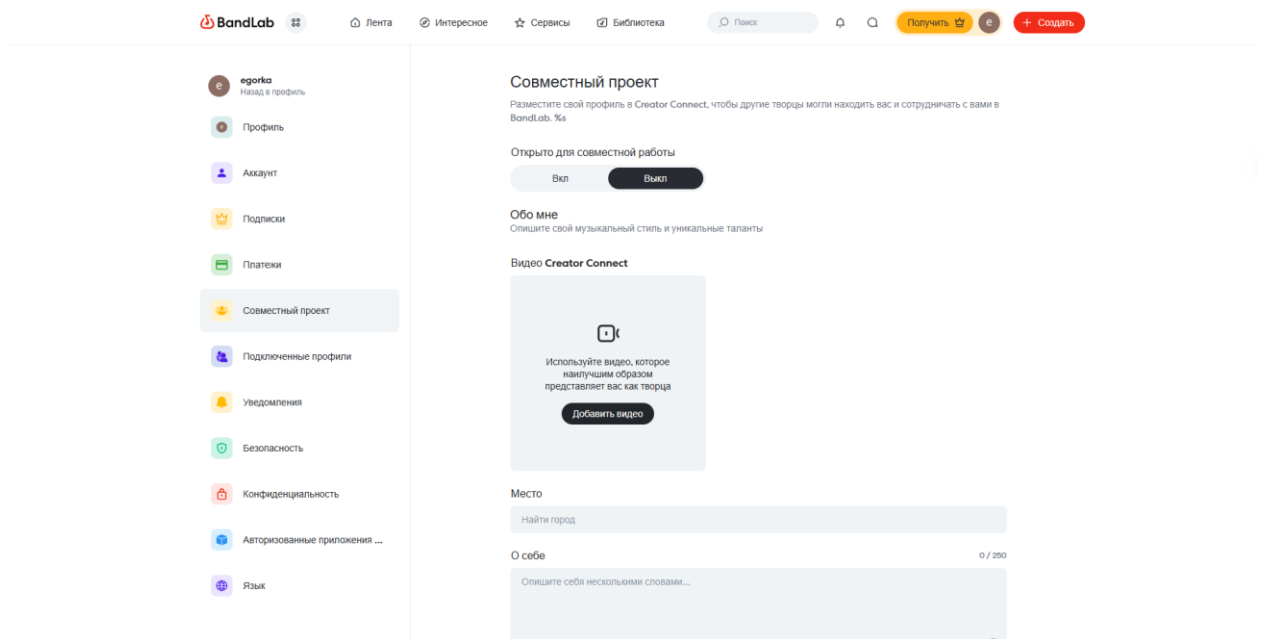 BandLab
Лента
Интересное
Сервисы
Библиотека
Поиск
Получить
e
+ Создать
e
egorka
Назад в профиль
Профиль
Аккаунт
Подписки
Платежи
Совместный проект
Подключенные профили
Уведомления
Безопасность
Конфиденциальность
Авторизованные приложения ...
Язык
Совместный проект
Разместите свой профиль в Creator Connect, чтобы другие творцы могли находить вас и сотрудничать с вами в
BandLab. %s
Открыто для совместной работы
Вкл
Выкл
Обо мне
Опишите свой музыкальный стиль и уникальные таланты
Видео Creator Connect
Используйте видео, которое
наилучшим образом
представляет вас как творца
Добавить видео
Место
Найти город
О себе
0 / 250
Опишите себя несколькими словами...